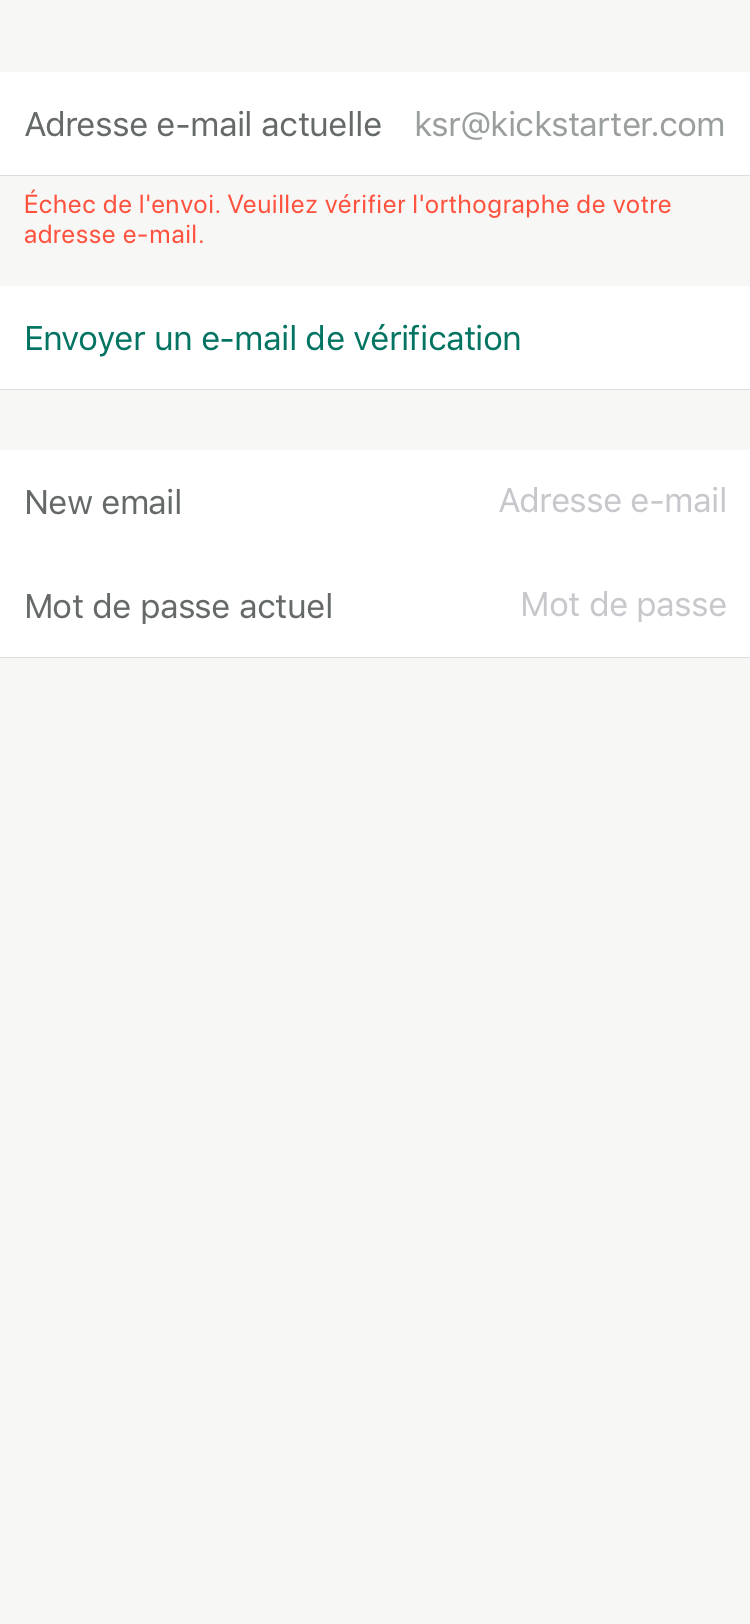 Adresse e-mail actuelle ksr@kickstarter.com
Échec de l'envoi. Veuillez vérifier l'orthographe de votre
adresse e-mail.
Envoyer un e-mail de vérification
New email Adresse e-mail
Mot de passe actuel Mot de passe